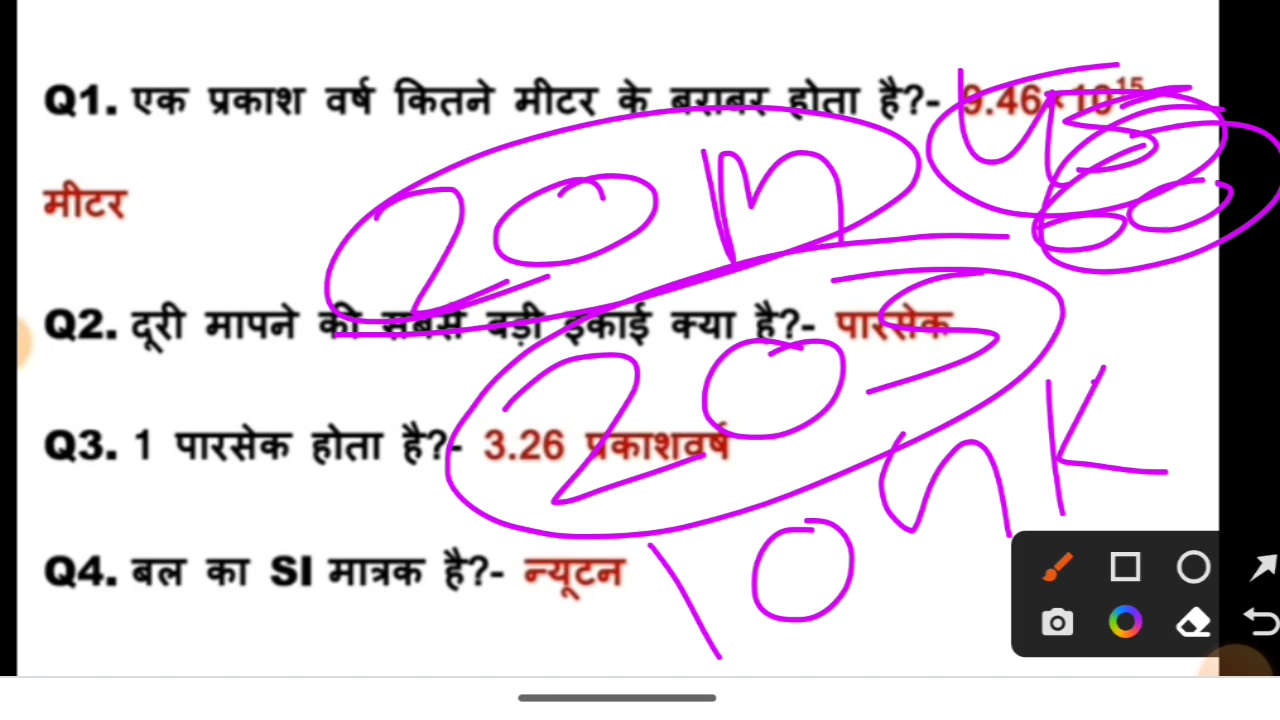 Q1. एक प्रकाश वर्ष कितने मीटर के बराबर होता है?- 9.46×10¹⁵
मीटर
20 m
Q2. दूरी मापने की सबसे बड़ी इकाई क्या है?- पारसेक
203
Q3. 1 पारसेक होता है?- 3.26 प्रकाशवर्ष
10 n K
Q4. बल का SI मात्रक है?- न्यूटन